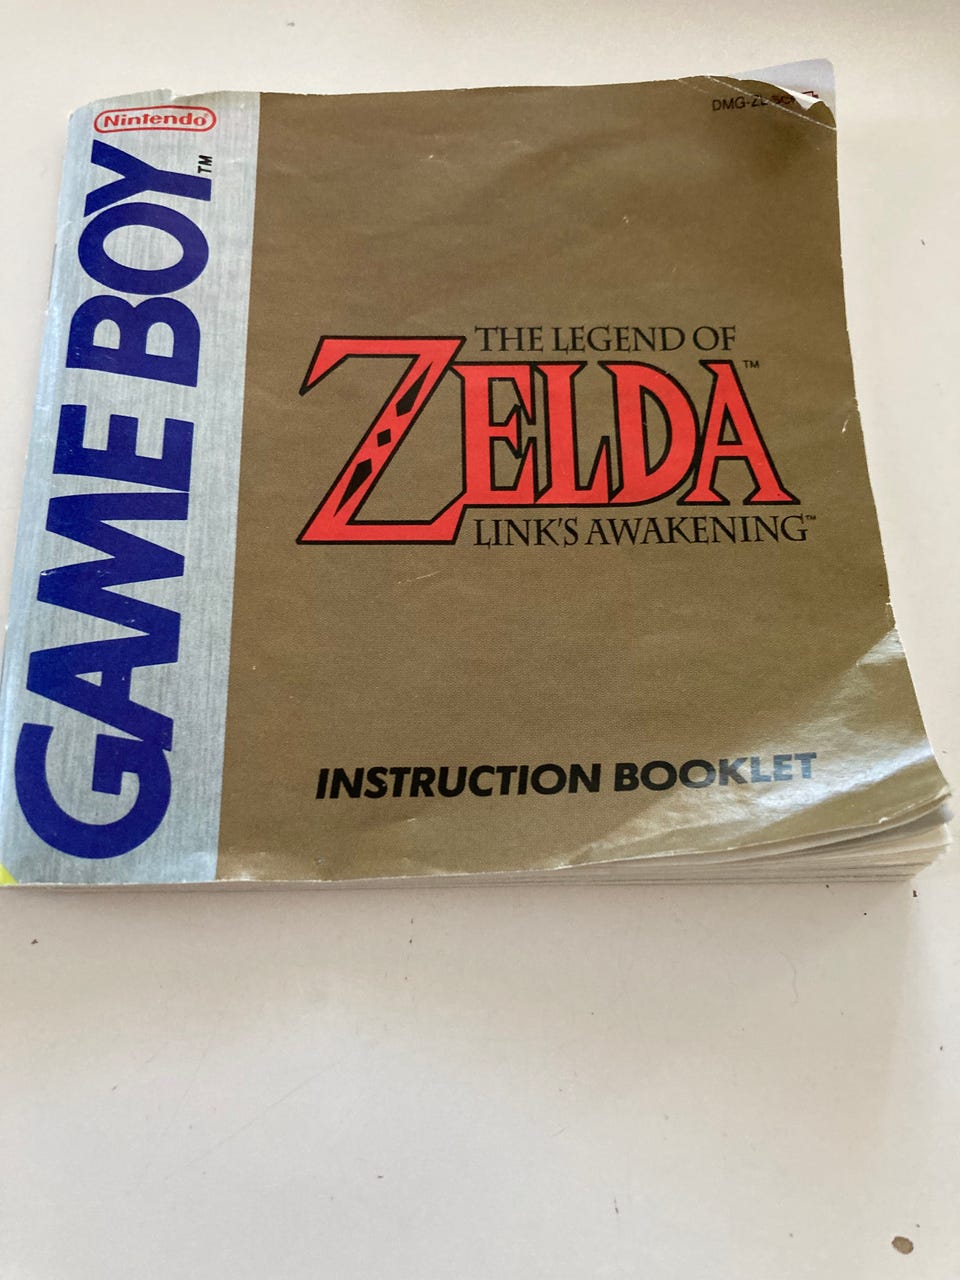 Nintendo®
GAME BOY™
THE LEGEND OF
ZELDA™
LINK'S AWAKENING™
INSTRUCTION BOOKLET